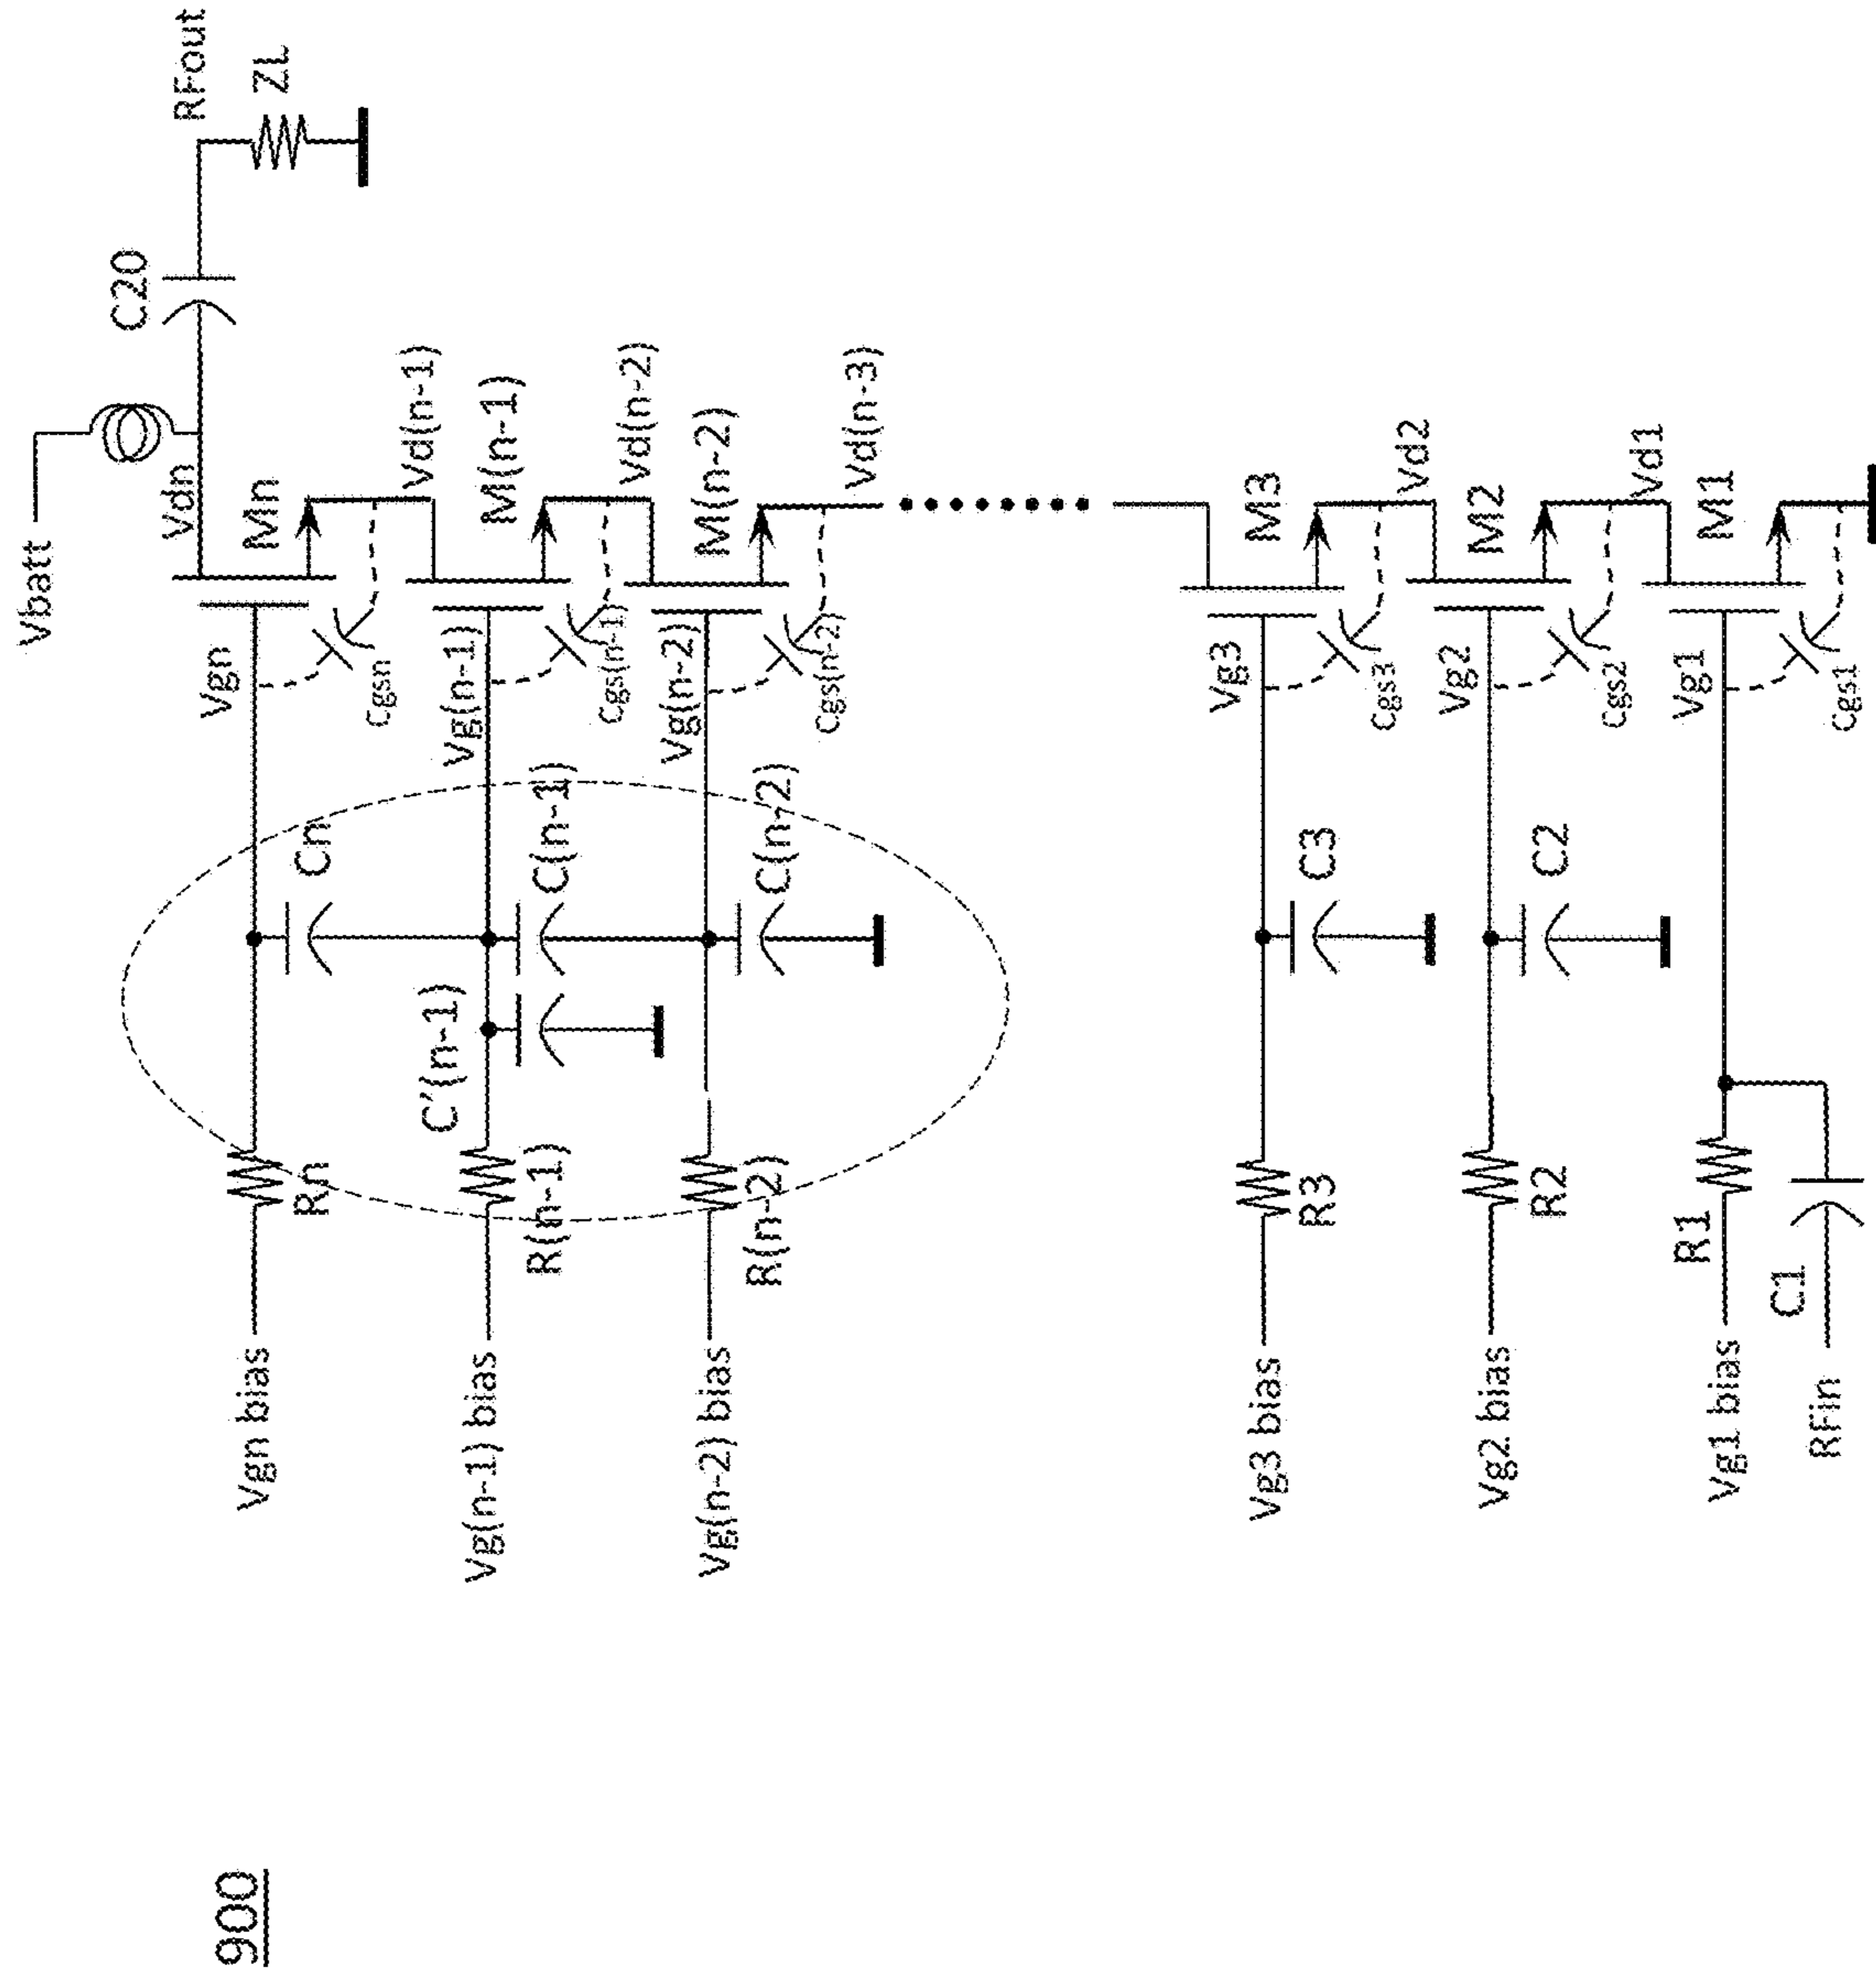 900
Vbatt
RFout
ZL
C20
Vdn
Mn
Vgn
Cgsn
Vd(n-1)
Cn
Rn
Vgn bias
M(n-1)
Vg(n-1)
Cgs(n-1)
Vd(n-2)
C(n-1)
C'(n-1)
R(n-1)
Vg(n-1) bias
M(n-2)
Vg(n-2)
Cgs(n-2)
Vd(n-3)
C(n-2)
R(n-2)
Vg(n-2) bias
M3
Vg3
Cgs3
Vd2
C3
R3
Vg3 bias
M2
Vg2
Cgs2
Vd1
C2
R2
Vg2 bias
M1
Vg1
Cgs1
R1
Vg1 bias
C1
RFin